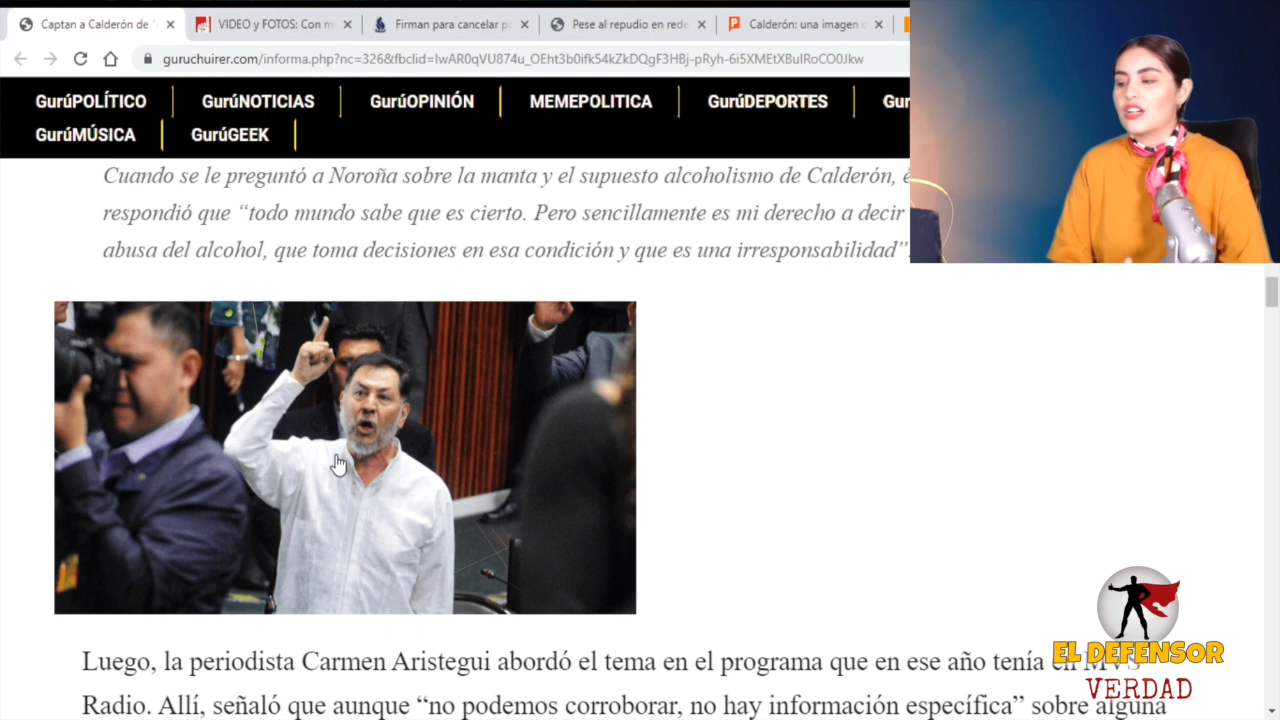 Captan a Calderón de "
VIDEO y FOTOS: Con m
Firman para cancelar p
Pese al repudio en rede
Calderón: una imagen
guruchuirer.com/informa.php?nc=326&fbclid=IwAR0qVU874u_OEht3b0ifk54kZkDQgF3HBj-pRyh-6i5XMEtXBulRoCO0Jkw
GurúPOLÍTICO GurúNOTICIAS GurúOPINIÓN MEMEPOLITICA GurúDEPORTES Gur
GurúMÚSICA GurúGEEK
Cuando se le preguntó a Noroña sobre la manta y el supuesto alcoholismo de Calderón,
respondió que “todo mundo sabe que es cierto. Pero sencillamente es mi derecho a decir
abusa del alcohol, que toma decisiones en esa condición y que es una irresponsabilidad”
Luego, la periodista Carmen Aristegui abordó el tema en el programa que en ese año tenía en MVS
Radio. Allí, señaló que aunque “no podemos corroborar, no hay información específica” sobre alguna
EL DEFENSOR
VERDAD